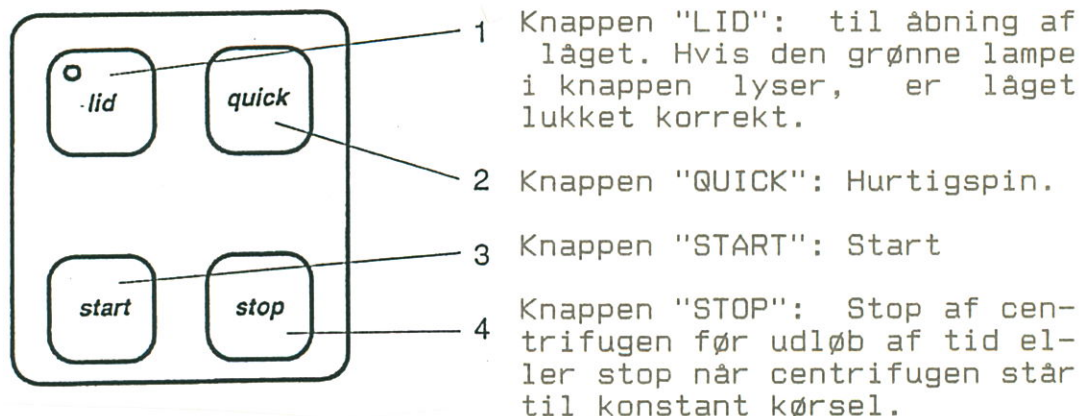 lid
quick
start
stop
1 Knappen "LID": til åbning af
låget. Hvis den grønne lampe
i knappen lyser, er låget
lukket korrekt.
2 Knappen "QUICK": Hurtigspin.
3 Knappen "START": Start
4 Knappen "STOP": Stop af cen-
trifugen før udløb af tid el-
ler stop når centrifugen står
til konstant kørsel.